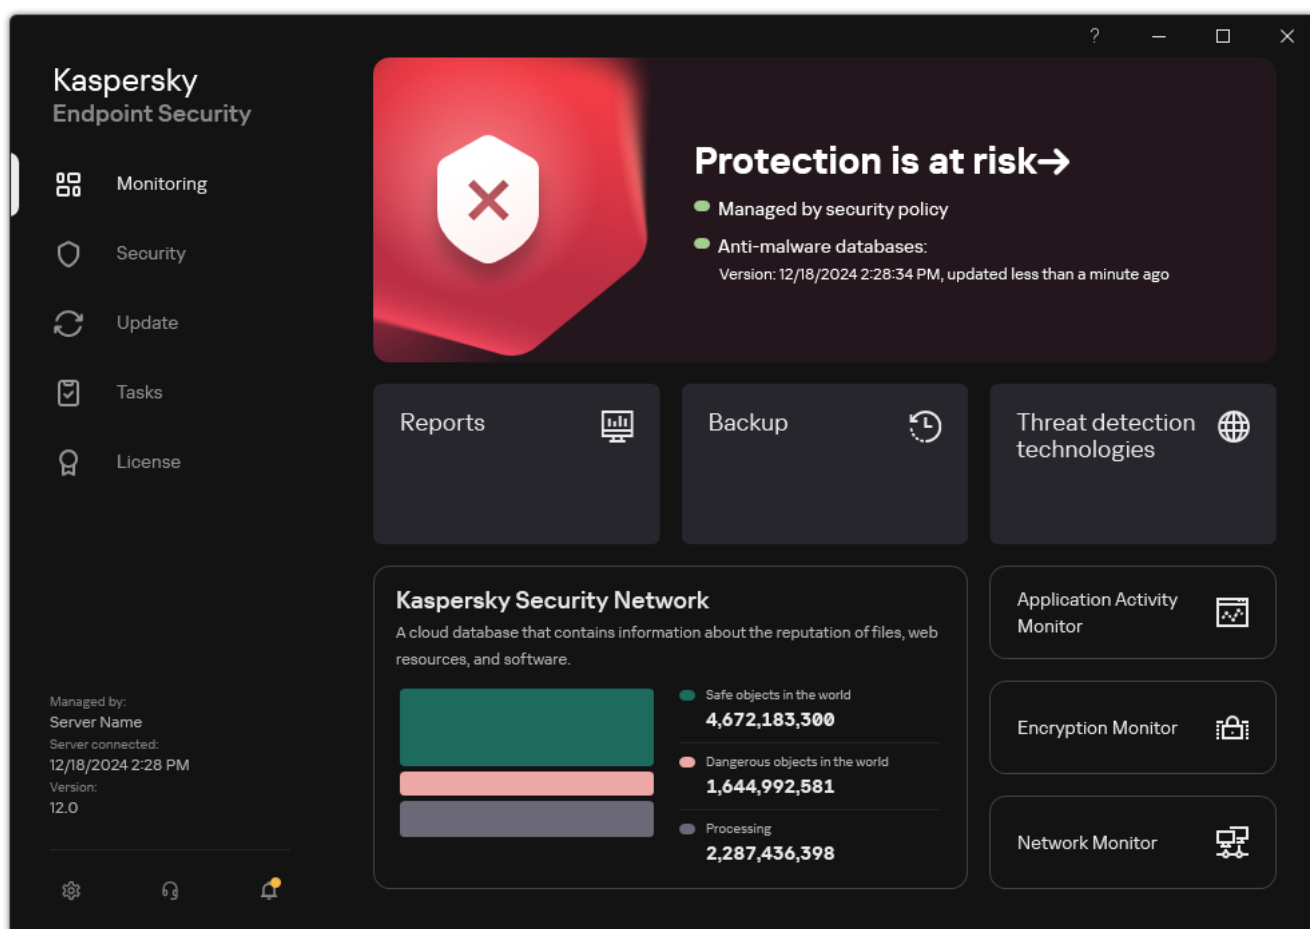 ?
Kaspersky
Endpoint Security
Monitoring
Security
Update
Tasks
License
Managed by:
Server Name
Server connected:
12/18/2024 2:28 PM
Version:
12.0
Protection is at risk→
Managed by security policy
Anti-malware databases:
Version: 12/18/2024 2:28:34 PM, updated less than a minute ago
Reports
Backup
Threat detection
technologies
Kaspersky Security Network
A cloud database that contains information about the reputation of files, web
resources, and software.
Safe objects in the world
4,672,183,300
Dangerous objects in the world
1,644,992,581
Processing
2,287,436,398
Application Activity
Monitor
Encryption Monitor
Network Monitor